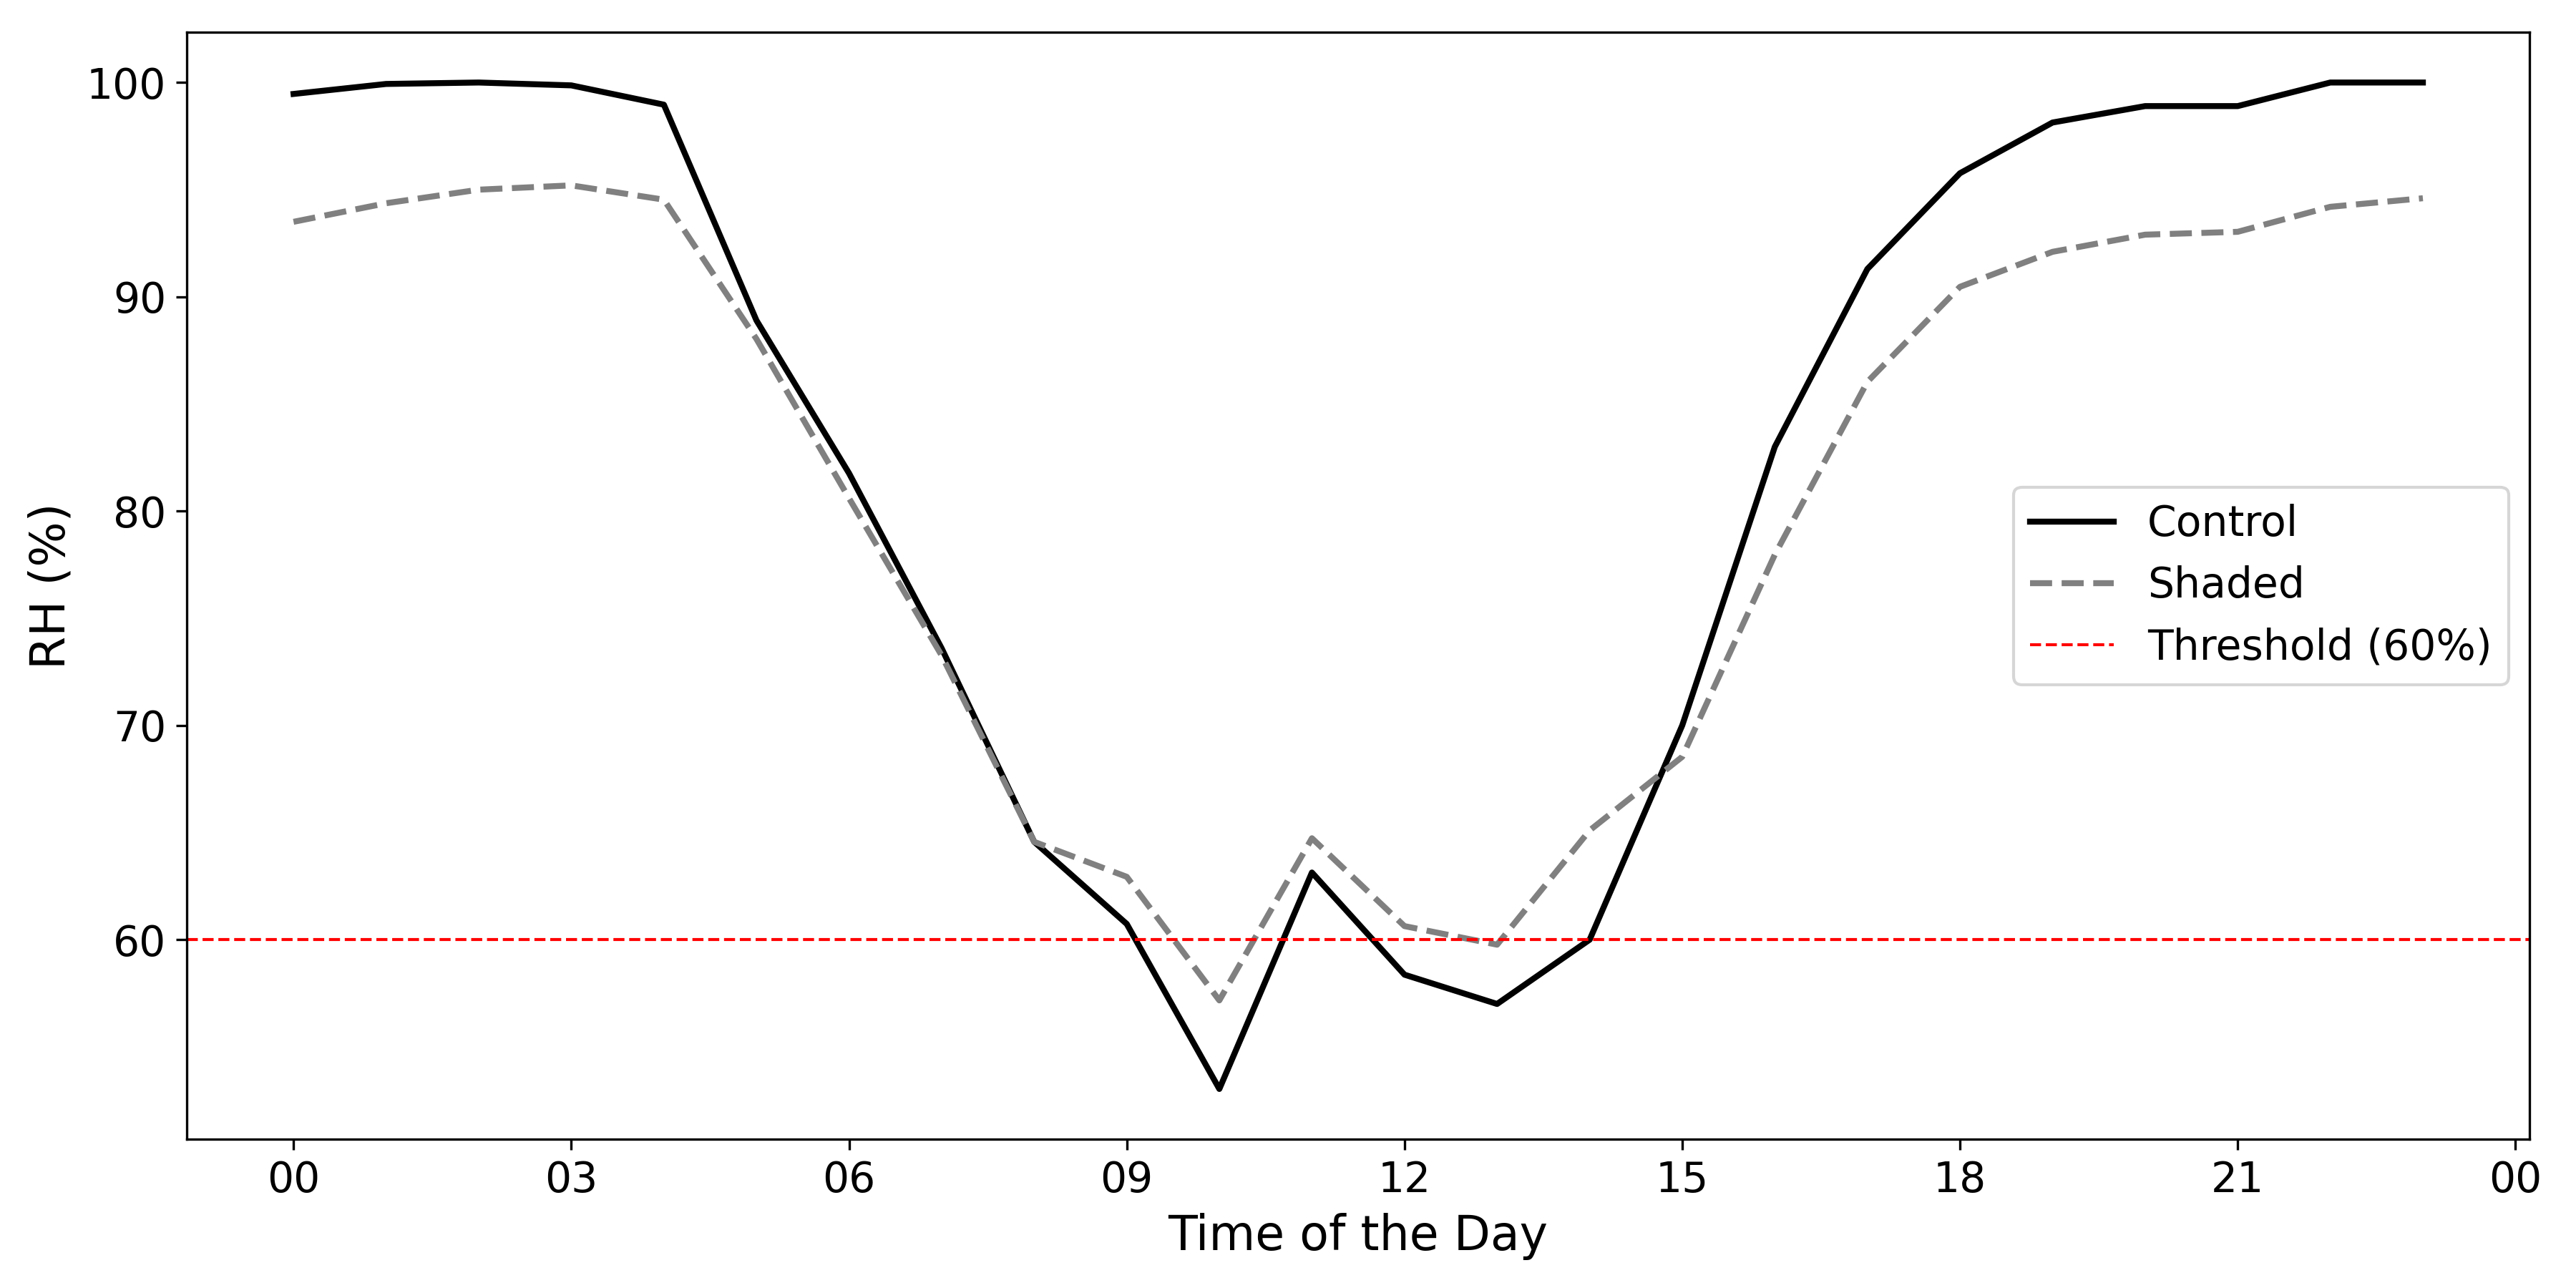 100
90
80
70
60
RH (%)
Control
Shaded
Threshold (60%)
00 03 06 09 12 15 18 21 00
Time of the Day